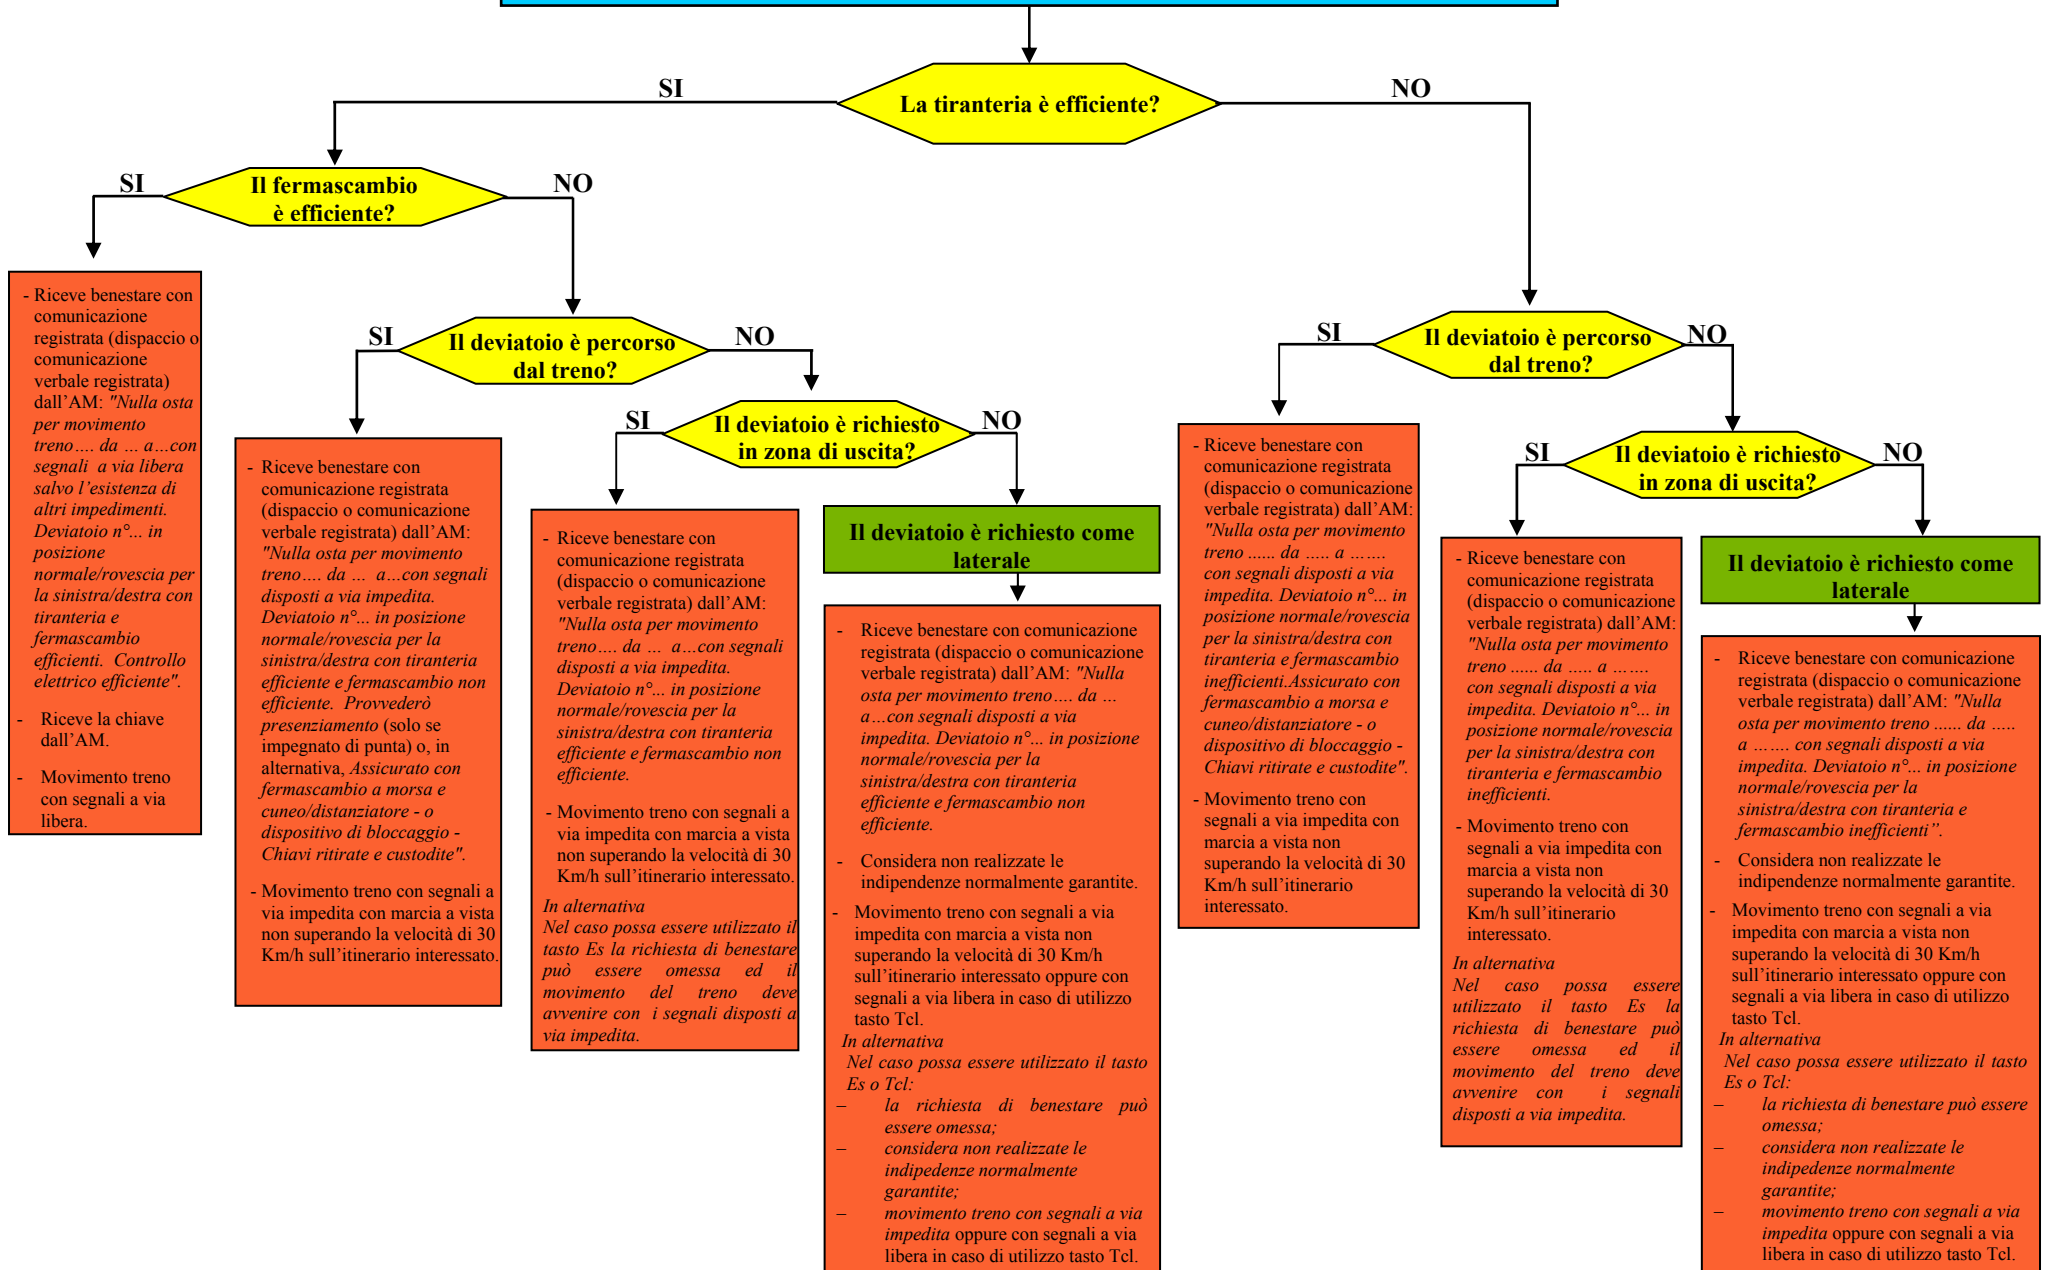 La tiranteria è efficiente?
SI
NO
Il fermascambio
è efficiente?
SI
NO
- Riceve benestare con
comunicazione
registrata (dispaccio o
comunicazione
verbale registrata)
dall'AM: "Nulla osta
per movimento
treno.... da ... a...con
segnali a via libera
salvo l'esistenza di
altri impedimenti.
Deviatoio n°... in
posizione
normale/rovescia per
la sinistra/destra con
tiranteria e
fermascambio
efficienti. Controllo
elettrico efficiente".
- Riceve la chiave
dall'AM.
- Movimento treno
con segnali a via
libera.
Il deviatoio è percorso
dal treno?
SI
NO
- Riceve benestare con
comunicazione registrata
(dispaccio o comunicazione
verbale registrata) dall'AM:
"Nulla osta per movimento
treno.... da ... a...con segnali
disposti a via impedita.
Deviatoio n°... in posizione
normale/rovescia per la
sinistra/destra con tiranteria
efficiente e fermascambio non
efficiente. Provvederò
presenziamento (solo se
impegnato di punta) o, in
alternativa, Assicurato con
fermascambio a morsa e
cuneo/distanziatore - o
dispositivo di bloccaggio -
Chiavi ritirate e custodite".
- Movimento treno con segnali a
via impedita con marcia a vista
non superando la velocità di 30
Km/h sull'itinerario interessato.
Il deviatoio è richiesto
in zona di uscita?
SI
NO
- Riceve benestare con
comunicazione registrata
(dispaccio o comunicazione
verbale registrata) dall'AM:
"Nulla osta per movimento
treno.... da ... a...con segnali
disposti a via impedita.
Deviatoio n°... in posizione
normale/rovescia per la
sinistra/destra con tiranteria
efficiente e fermascambio non
efficiente.
- Movimento treno con segnali a
via impedita con marcia a vista
non superando la velocità di 30
Km/h sull'itinerario interessato.
In alternativa
Nel caso possa essere utilizzato il
tasto Es la richiesta di benestare
può essere omessa ed il
movimento del treno deve
avvenire con i segnali disposti a
via impedita.
Il deviatoio è richiesto come
laterale
- Riceve benestare con comunicazione
registrata (dispaccio o comunicazione
verbale registrata) dall'AM: "Nulla
osta per movimento treno.... da ...
a...con segnali disposti a via
impedita. Deviatoio n°... in posizione
normale/rovescia per la
sinistra/destra con tiranteria
efficiente e fermascambio non
efficiente.
- Considera non realizzate le
indipendenze normalmente garantite.
- Movimento treno con segnali a via
impedita con marcia a vista non
superando la velocità di 30 Km/h
sull'itinerario interessato oppure con
segnali a via libera in caso di utilizzo
tasto Tcl.
In alternativa
Nel caso possa essere utilizzato il tasto
Es o Tcl:
– la richiesta di benestare può
essere omessa;
– considera non realizzate le
indipedenze normalmente
garantite;
– movimento treno con segnali a via
impedita oppure con segnali a via
libera in caso di utilizzo tasto Tcl.
Il deviatoio è percorso
dal treno?
SI
NO
- Riceve benestare con
comunicazione registrata
(dispaccio o comunicazione
verbale registrata) dall'AM:
"Nulla osta per movimento
treno ...... da ..... a .......
con segnali disposti a via
impedita. Deviatoio n°... in
posizione normale/rovescia
per la sinistra/destra con
tiranteria e fermascambio
inefficienti.Assicurato con
fermascambio a morsa e
cuneo/distanziatore - o
dispositivo di bloccaggio -
Chiavi ritirate e custodite".
- Movimento treno con
segnali a via impedita con
marcia a vista non
superando la velocità di 30
Km/h sull'itinerario
interessato.
Il deviatoio è richiesto
in zona di uscita?
SI
NO
- Riceve benestare con
comunicazione registrata
(dispaccio o comunicazione
verbale registrata) dall'AM:
"Nulla osta per movimento
treno ...... da ..... a .......
con segnali disposti a via
impedita. Deviatoio n°... in
posizione normale/rovescia
per la sinistra/destra con
tiranteria e fermascambio
inefficienti.
- Movimento treno con
segnali a via impedita con
marcia a vista non
superando la velocità di 30
Km/h sull'itinerario
interessato.
In alternativa
Nel caso possa essere
utilizzato il tasto Es la
richiesta di benestare può
essere omessa ed il
movimento del treno deve
avvenire con i segnali
disposti a via impedita.
Il deviatoio è richiesto come
laterale
- Riceve benestare con comunicazione
registrata (dispaccio o comunicazione
verbale registrata) dall'AM: "Nulla
osta per movimento treno ...... da .....
a ....... con segnali disposti a via
impedita. Deviatoio n°... in posizione
normale/rovescia per la
sinistra/destra con tiranteria e
fermascambio inefficienti”.
- Considera non realizzate le
indipendenze normalmente garantite.
- Movimento treno con segnali a via
impedita con marcia a vista non
superando la velocità di 30 Km/h
sull'itinerario interessato oppure con
segnali a via libera in caso di utilizzo
tasto Tcl.
In alternativa
Nel caso possa essere utilizzato il tasto
Es o Tcl:
– la richiesta di benestare può essere
omessa;
– considera non realizzate le
indipedenze normalmente
garantite;
– movimento treno con segnali a via
impedita oppure con segnali a via
libera in caso di utilizzo tasto Tcl.